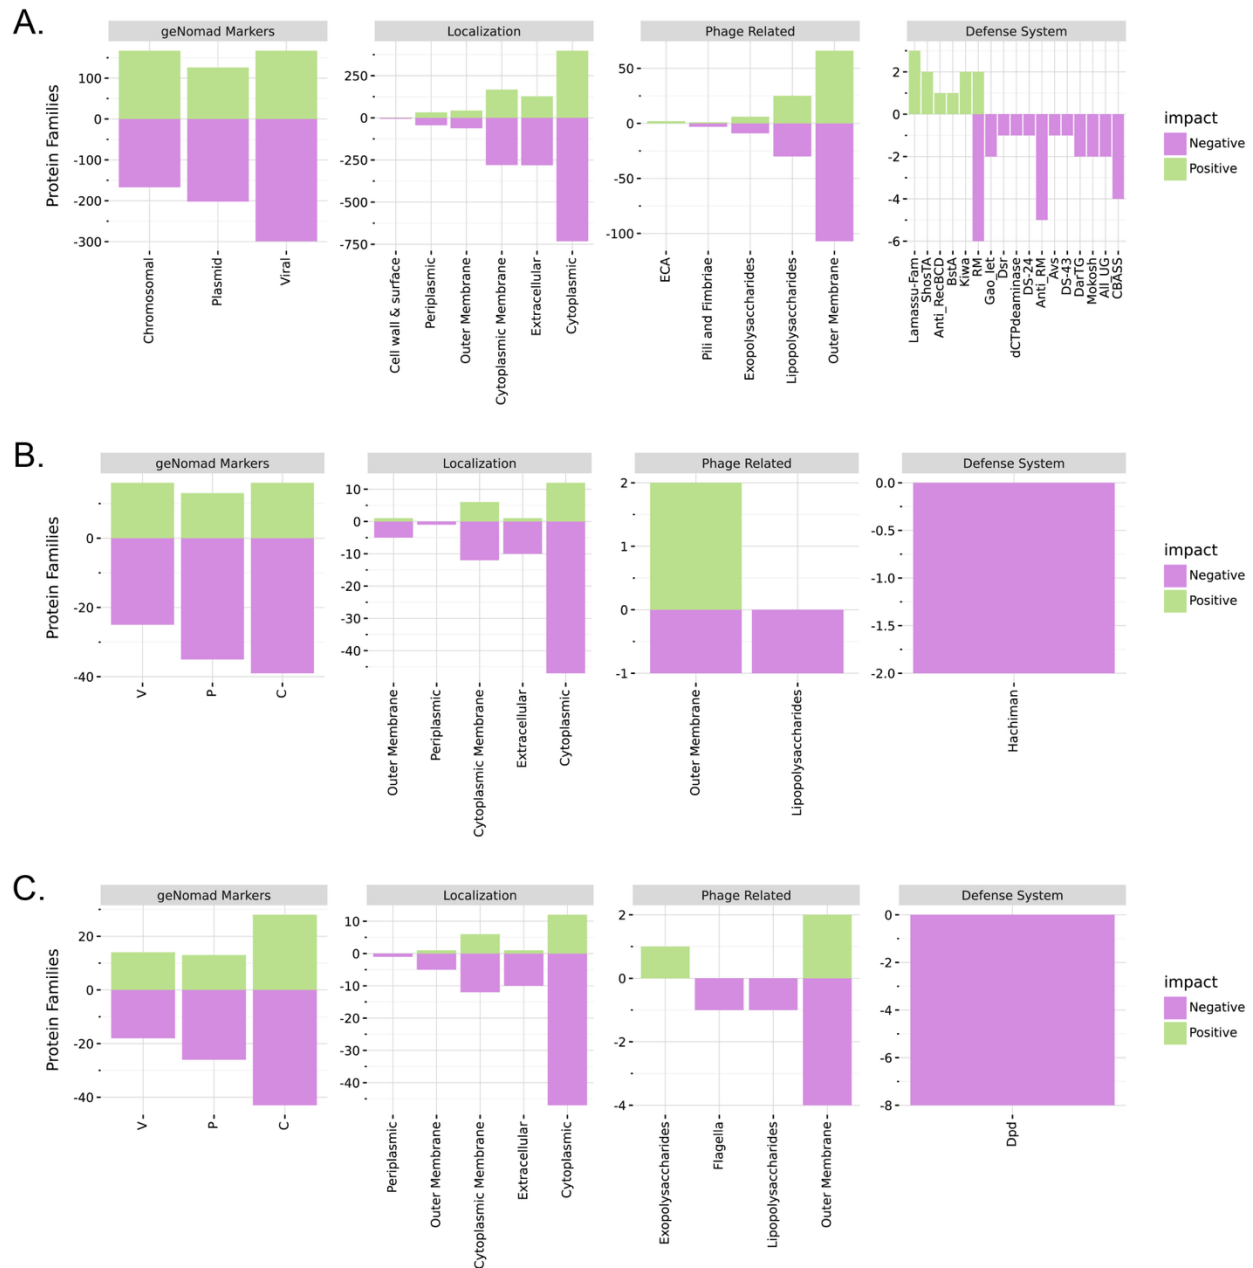 A.
geNomad Markers
Localization
Phage Related
Defense System
Protein Families
100
0
-100
-200
-300
Chromosomal
Plasmid
Viral
250
0
-250
-500
-750
Cell wall & surface
Periplasmic
Outer Membrane
Cytoplasmic Membrane
Extracellular
Cytoplasmic
50
0
-50
-100
ECA
Pili and Fimbriae
Exopolysaccharides
Lipopolysaccharides
Outer Membrane
2
0
-2
-4
-6
Lamassu-Fam
ShosTA
Anti_RecBCD
BstA
Kiwa
RM
Gao_Iet
Dsr
dCTPdeaminase
DS-24
Anti_RM
Avs
DS-43
DarTG
Mokosh
All_UG
CBASS
impact
Negative
Positive
B.
geNomad Markers
Localization
Phage Related
Defense System
Protein Families
0
-20
-40
V
P
C
10
0
-10
-20
-30
-40
Outer Membrane
Periplasmic
Cytoplasmic Membrane
Extracellular
Cytoplasmic
2
1
0
-1
Outer Membrane
Lipopolysaccharides
0.0
-0.5
-1.0
-1.5
-2.0
Hachiman
impact
Negative
Positive
C.
geNomad Markers
Localization
Phage Related
Defense System
Protein Families
20
0
-20
-40
V
P
C
10
0
-10
-20
-30
-40
Periplasmic
Outer Membrane
Cytoplasmic Membrane
Extracellular
Cytoplasmic
2
0
-2
-4
Exopolysaccharides
Flagella
Lipopolysaccharides
Outer Membrane
0
-2
-4
-6
-8
Dpd
impact
Negative
Positive